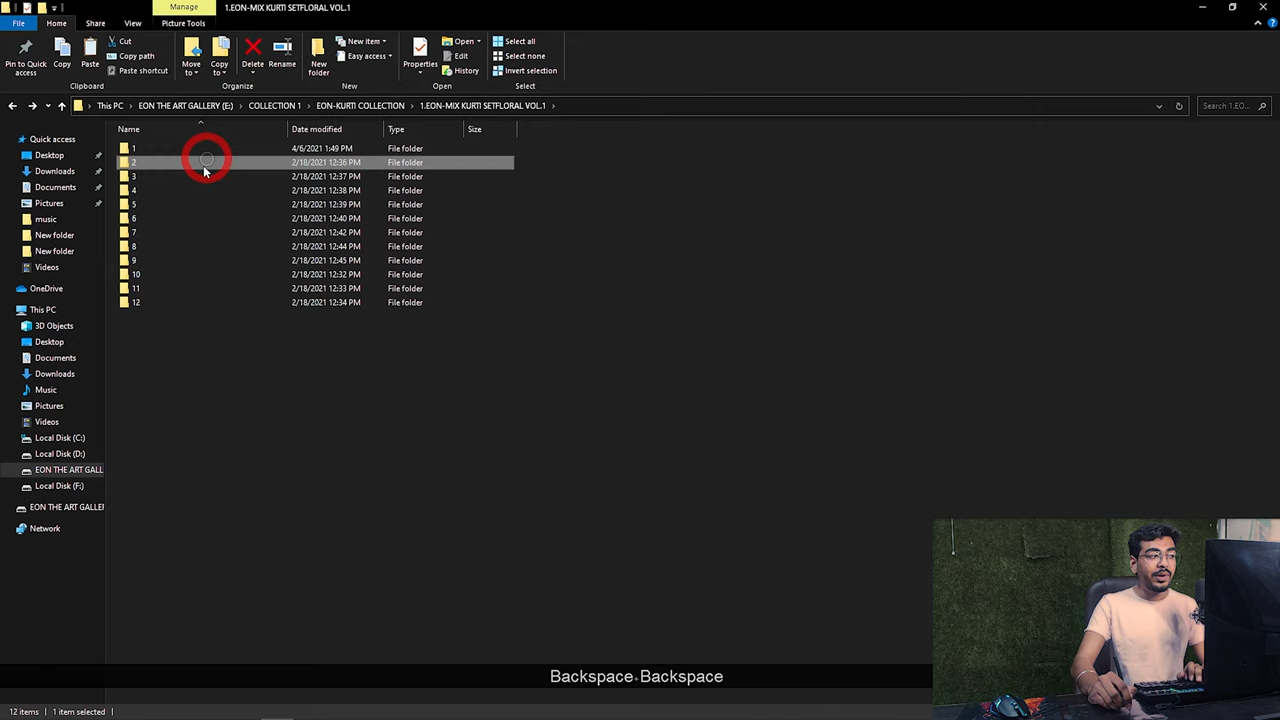 Manage
1.EON-MIX KURTI SETFLORAL VOL.1
File Home Share View Picture Tools
Pin to Quick access
Copy
Paste
Cut
Copy path
Paste shortcut
Clipboard
Move to
Copy to
Delete
Rename
Organize
New folder
New item
Easy access
New
Properties
Open
Edit
History
Open
Select all
Select none
Invert selection
Select
This PC > EON THE ART GALLERY (E:) > COLLECTION 1 > EON-KURTI COLLECTION > 1.EON-MIX KURTI SETFLORAL VOL.1 >
Search 1.EO...
Name Date modified Type Size
1 4/6/2021 1:49 PM File folder
2 2/18/2021 12:36 PM File folder
3 2/18/2021 12:37 PM File folder
4 2/18/2021 12:38 PM File folder
5 2/18/2021 12:39 PM File folder
6 2/18/2021 12:40 PM File folder
7 2/18/2021 12:42 PM File folder
8 2/18/2021 12:44 PM File folder
9 2/18/2021 12:45 PM File folder
10 2/18/2021 12:32 PM File folder
11 2/18/2021 12:33 PM File folder
12 2/18/2021 12:34 PM File folder
Quick access
Desktop
Downloads
Documents
Pictures
music
New folder
New folder
Videos
OneDrive
This PC
3D Objects
Desktop
Documents
Downloads
Music
Pictures
Videos
Local Disk (C:)
Local Disk (D:)
EON THE ART GALL
Local Disk (F:)
EON THE ART GALLER
Network
Backspace+Backspace
12 items 1 item selected